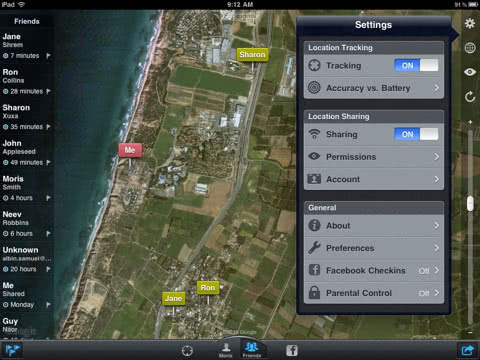 iPad
9:12 AM
91 %
Friends
Jane
Shrem
7 minutes
Ron
Collins
28 minutes
Sharon
Xuxa
35 minutes
John
Appleseed
49 minutes
Moris
Smith
4 hours
Neev
Robbins
6 hours
Unknown
albin.samuel@...
20 hours
Me
Shared
Monday
Guy
Naor
Sharon
Me
Jane
Ron
Settings
Location Tracking
Tracking ON
Accuracy vs. Battery
Location Sharing
Sharing ON
Permissions
Account
General
About
Preferences
Facebook Checkins Off
Parental Control Off
Friends